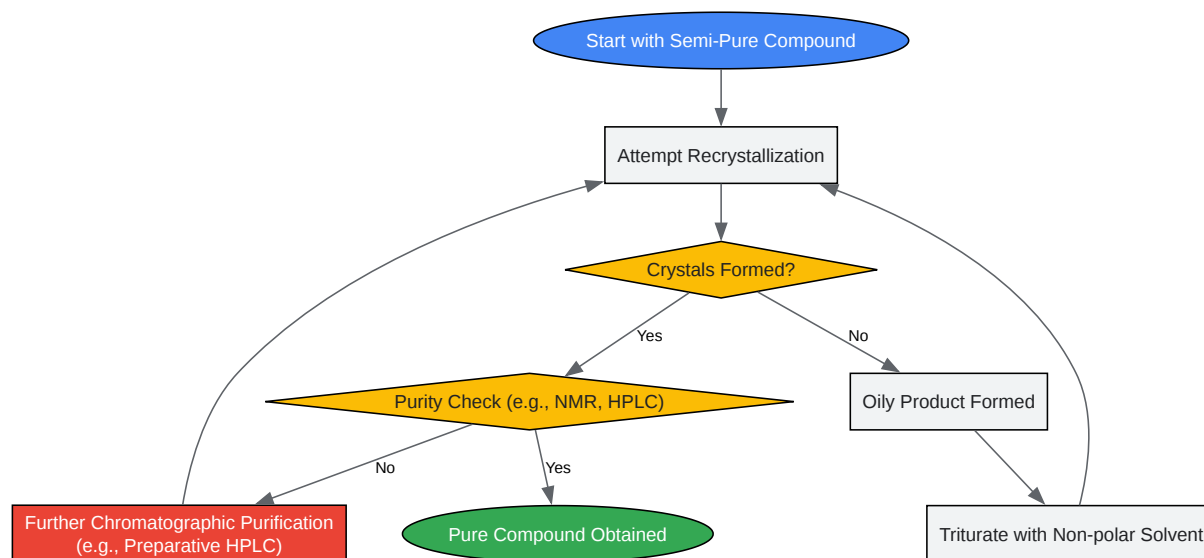 Start with Semi-Pure Compound
Attempt Recrystallization
Crystals Formed?
Yes
No
Purity Check (e.g., NMR, HPLC)
Oily Product Formed
No
Yes
Further Chromatographic Purification
(e.g., Preparative HPLC)
Pure Compound Obtained
Triturate with Non-polar Solvent